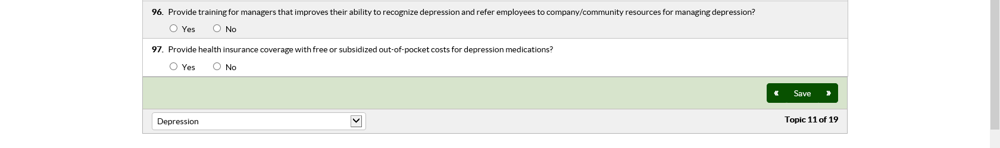 96. Provide training for managers that improves their ability to recognize depression and refer employees to company/community resources for managing depression?
Yes No
97. Provide health insurance coverage with free or subsidized out-of-pocket costs for depression medications?
Yes No
« Save »
Depression Topic 11 of 19